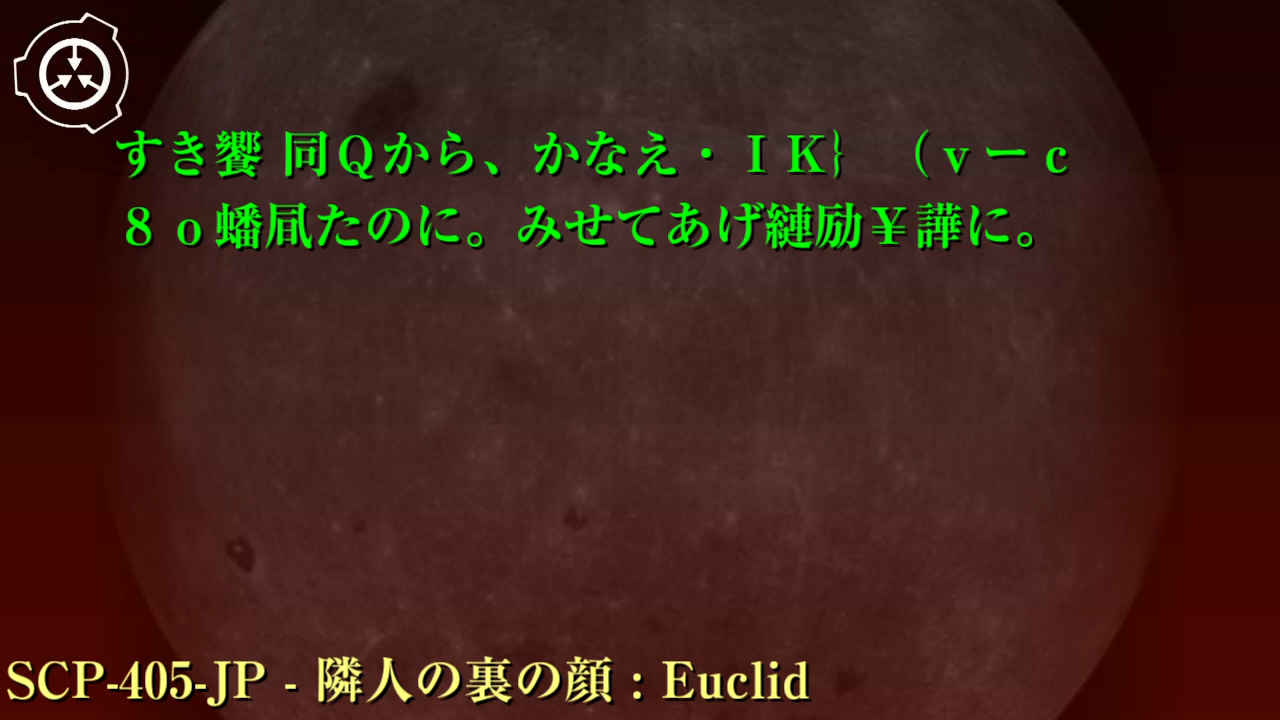 すき饗 同Ｑから、かなえ・ＩＫ｝（ｖーｃ
８ｏ蟠凮たのに。みせてあげ縺励￥譁に。
SCP-405-JP - 隣人の裏の顔 : Euclid